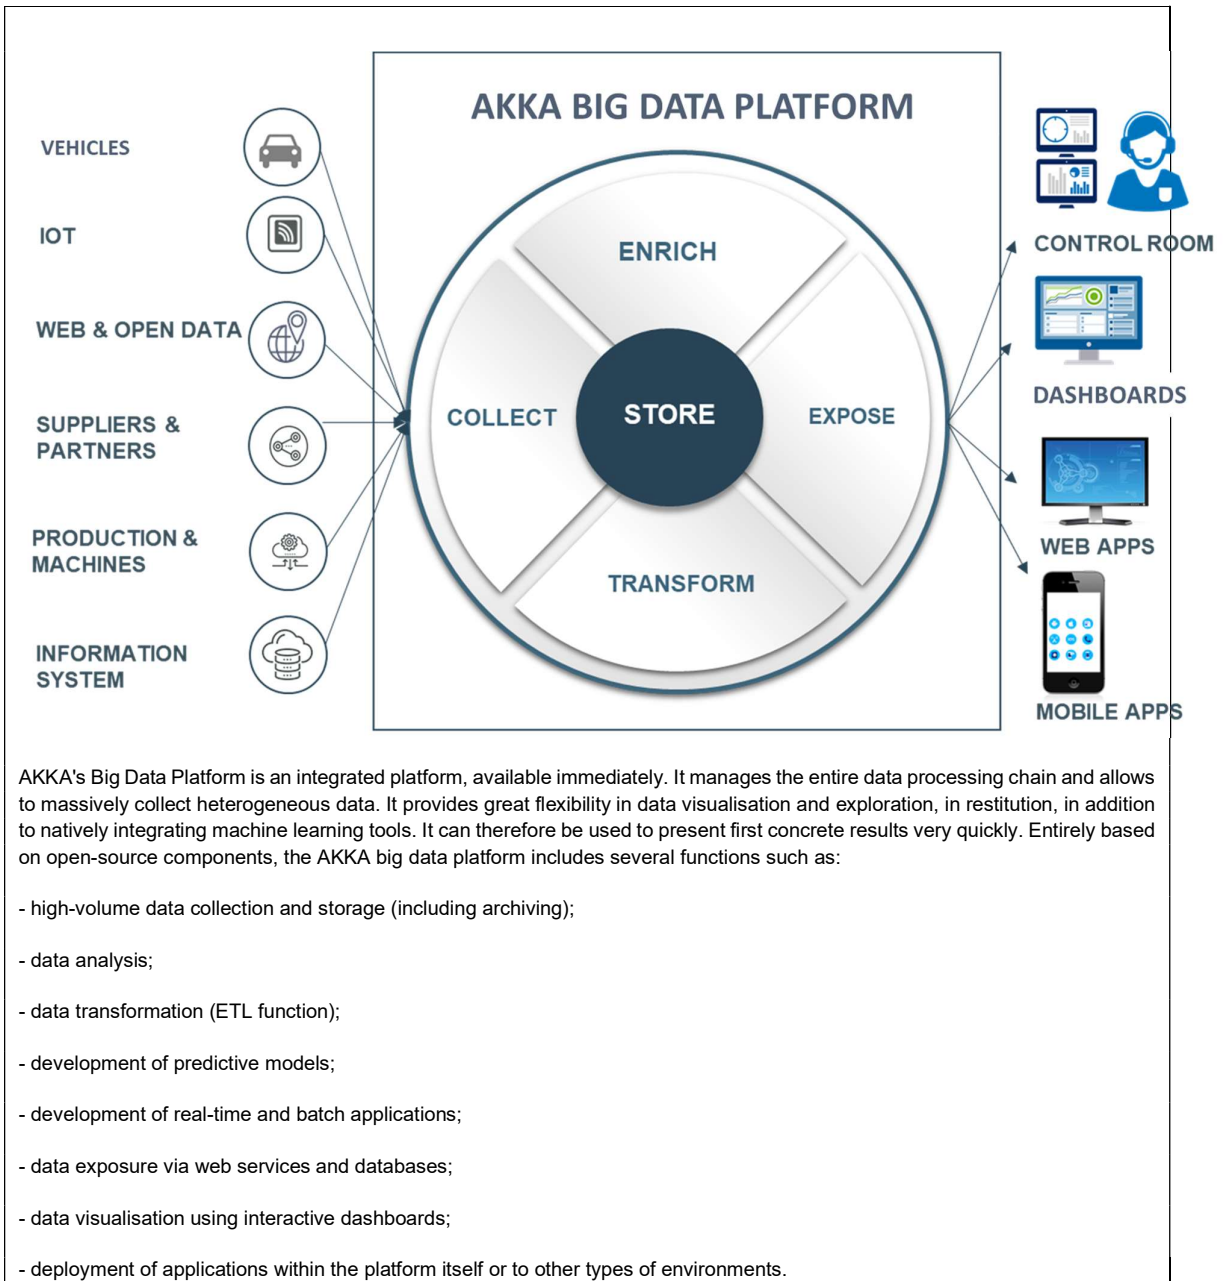 AKKA BIG DATA PLATFORM
VEHICLES
IOT
WEB & OPEN DATA
SUPPLIERS &
PARTNERS
PRODUCTION &
MACHINES
INFORMATION
SYSTEM
ENRICH
COLLECT
STORE
EXPOSE
TRANSFORM
CONTROL ROOM
DASHBOARDS
WEB APPS
MOBILE APPS
AKKA's Big Data Platform is an integrated platform, available immediately. It manages the entire data processing chain and allows
to massively collect heterogeneous data. It provides great flexibility in data visualisation and exploration, in restitution, in addition
to natively integrating machine learning tools. It can therefore be used to present first concrete results very quickly. Entirely based
on open-source components, the AKKA big data platform includes several functions such as:
- high-volume data collection and storage (including archiving);
- data analysis;
- data transformation (ETL function);
- development of predictive models;
- development of real-time and batch applications;
- data exposure via web services and databases;
- data visualisation using interactive dashboards;
- deployment of applications within the platform itself or to other types of environments.